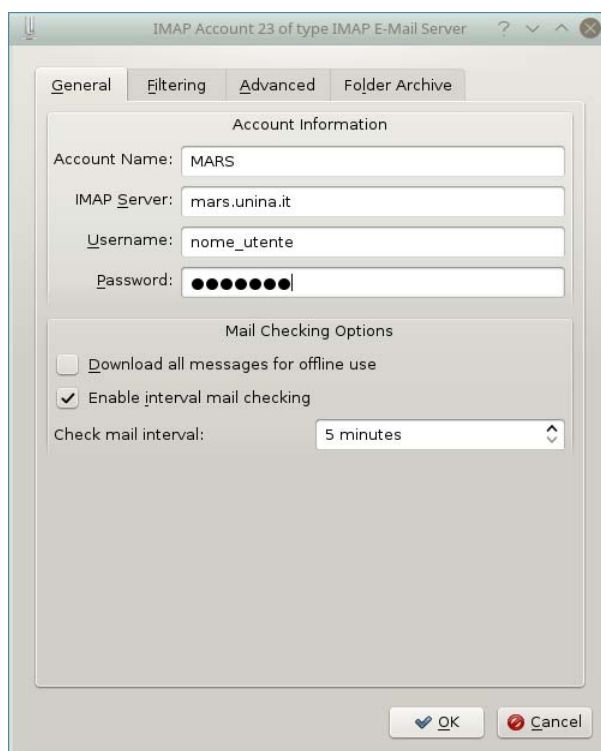 IMAP Account 23 of type IMAP E-Mail Server
General Filtering Advanced Folder Archive
Account Information
Account Name: MARS
IMAP Server: mars.unina.it
Username: nome_utente
Password: ●●●●●●●
Mail Checking Options
Download all messages for offline use
Enable interval mail checking
Check mail interval: 5 minutes
OK Cancel